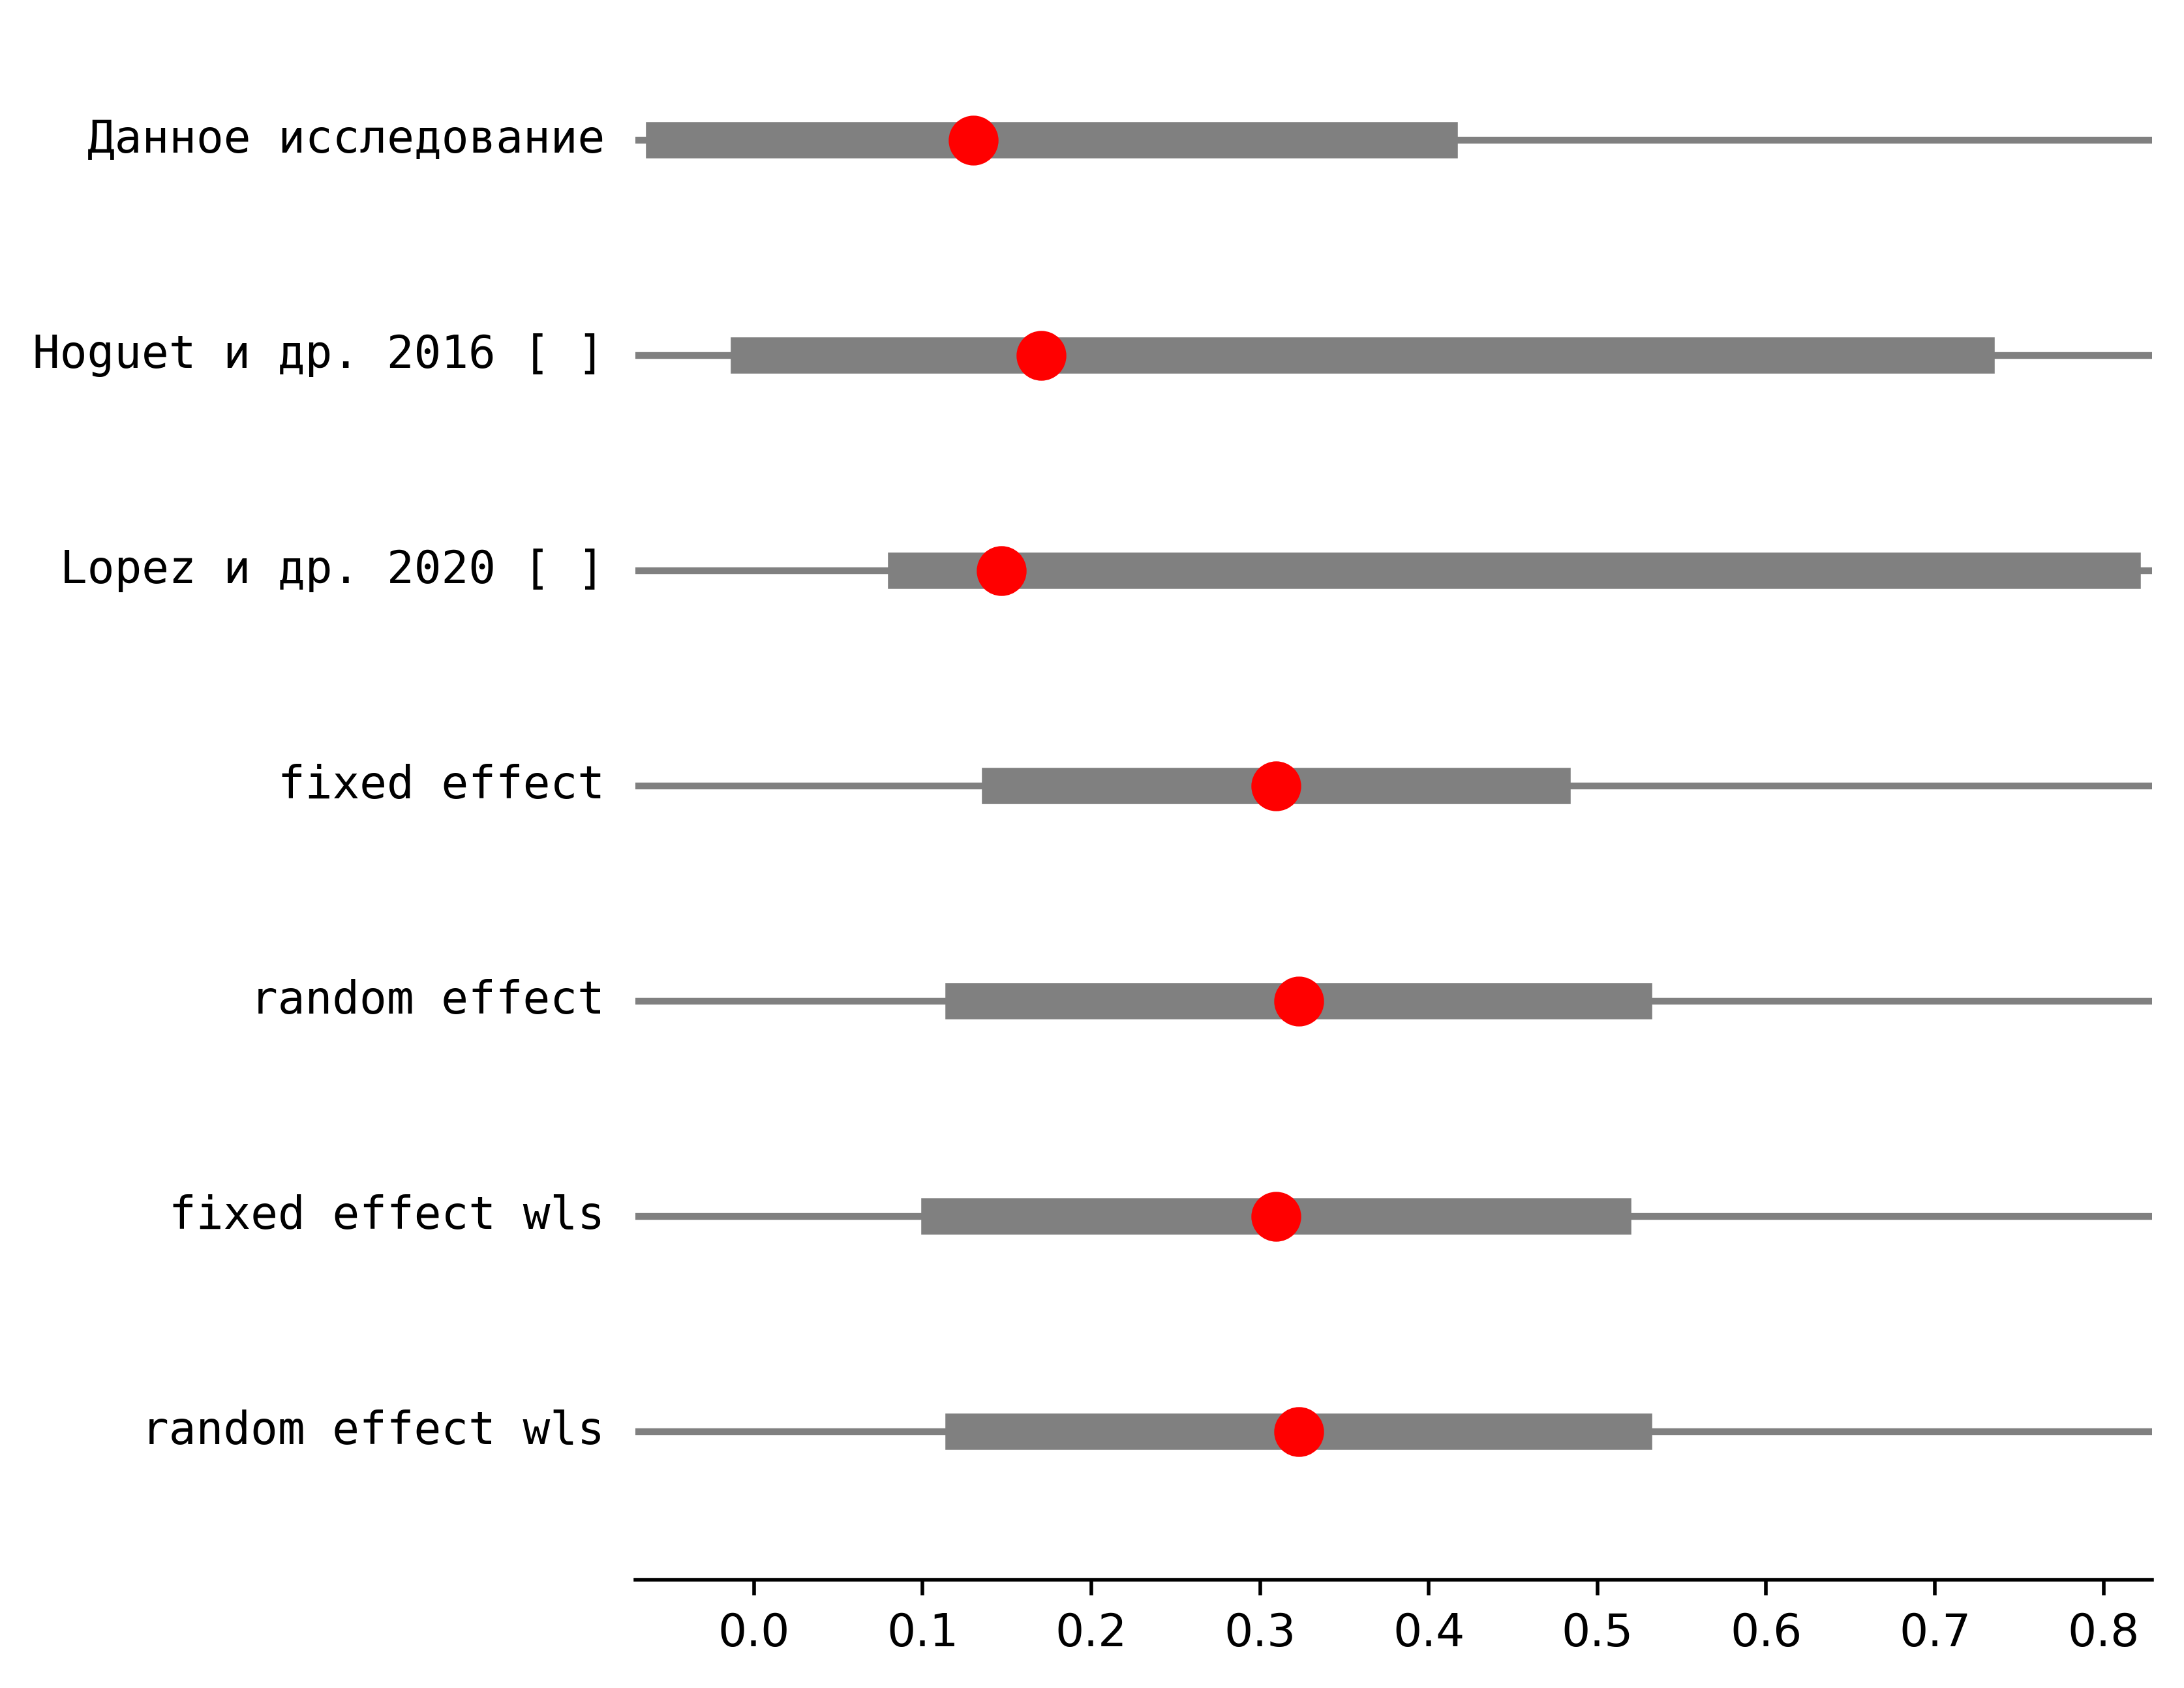 Данное исследование
Hoguet и др. 2016 [ ]
Lopez и др. 2020 [ ]
fixed effect
random effect
fixed effect wls
random effect wls
0.0 0.1 0.2 0.3 0.4 0.5 0.6 0.7 0.8